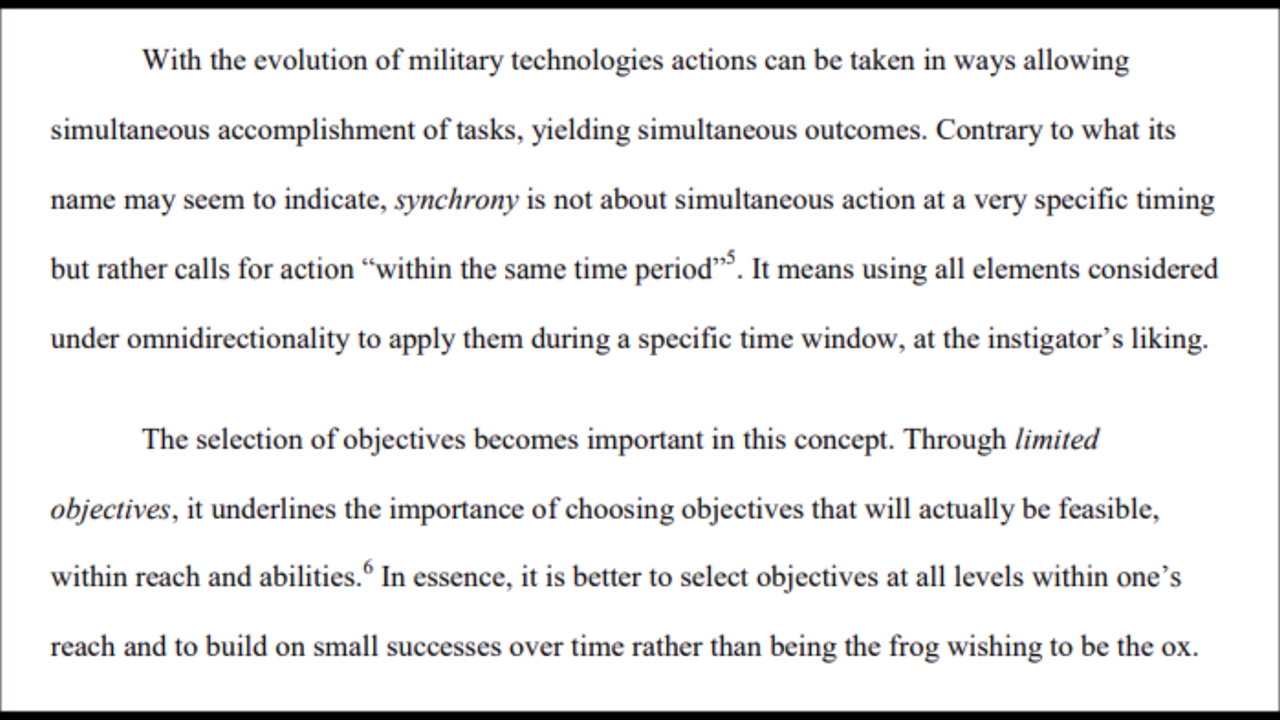 With the evolution of military technologies actions can be taken in ways allowing
simultaneous accomplishment of tasks, yielding simultaneous outcomes. Contrary to what its
name may seem to indicate, synchrony is not about simultaneous action at a very specific timing
but rather calls for action “within the same time period”⁵. It means using all elements considered
under omnidirectionality to apply them during a specific time window, at the instigator’s liking.
The selection of objectives becomes important in this concept. Through limited
objectives, it underlines the importance of choosing objectives that will actually be feasible,
within reach and abilities.⁶ In essence, it is better to select objectives at all levels within one’s
reach and to build on small successes over time rather than being the frog wishing to be the ox.